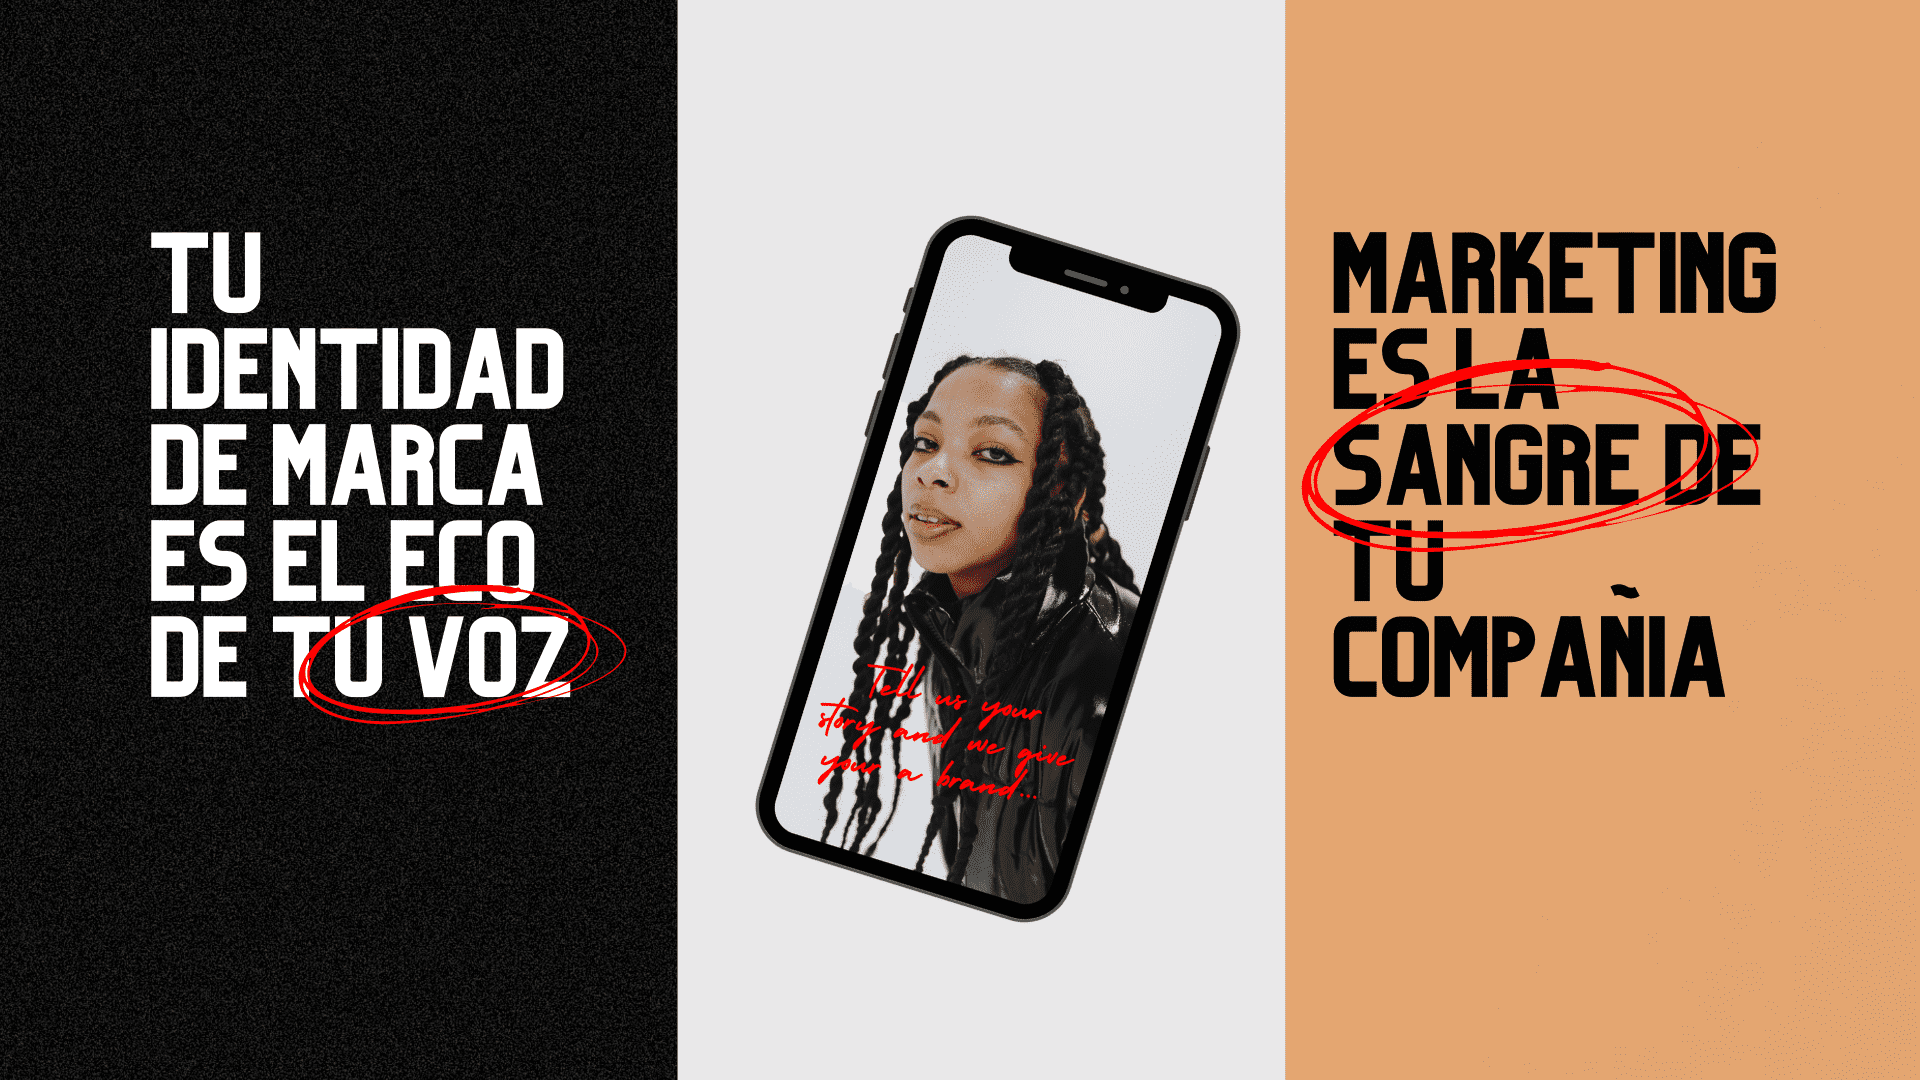 TU
IDENTIDAD
DE MARCA
ES EL ECO
DE TU VOZ
Tell us your
story and we give
your a brand...
MARKETING
ES LA
SANGRE DE
TU
COMPAÑIA